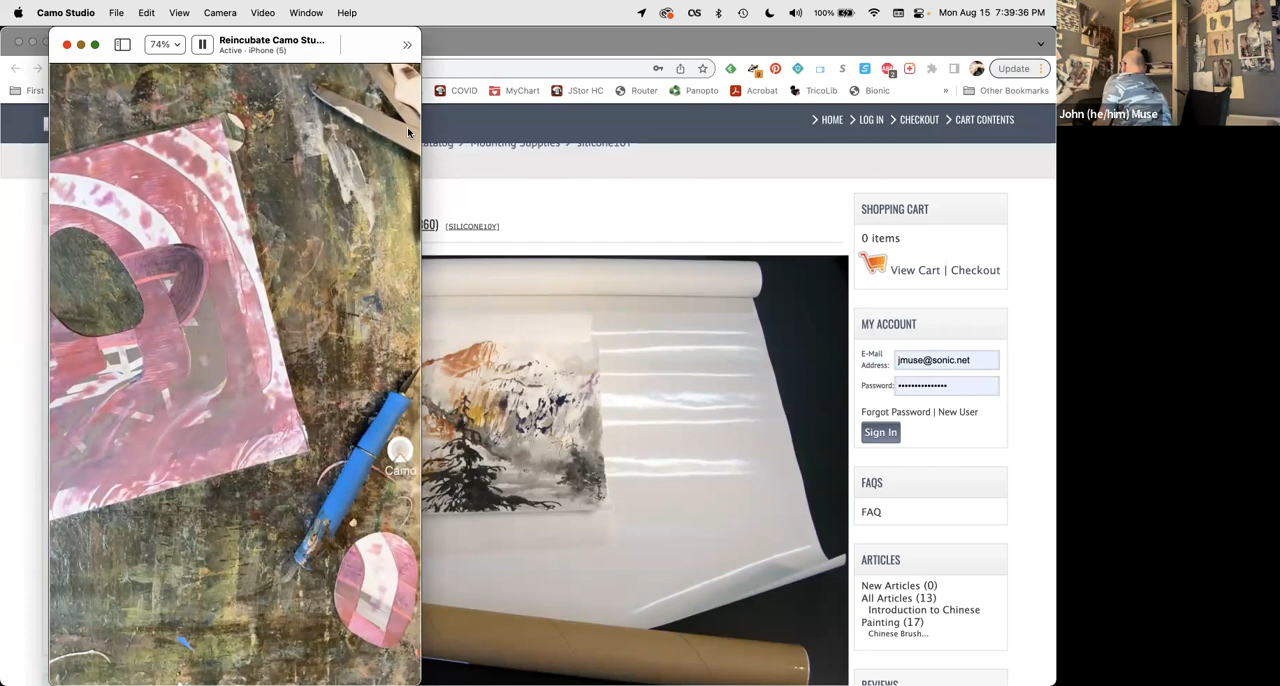 Camo Studio File Edit View Camera Video Window Help 100% Mon Aug 15 7:39:36 PM
74% Reincubate Camo Stu...
Active - iPhone (5)
Update
First COVID MyChart JStor HC Router Panopto Acrobat TricoLib Bionic » Other Bookmarks
HOME LOG IN CHECKOUT CART CONTENTS
John (he/him) Muse
Mounting Supplies silicone101
[SILICONE10Y]
SHOPPING CART
0 items
View Cart | Checkout
MY ACCOUNT
E-Mail
Address: jmuse@sonic.net
Password: •••••••••••••••
Forgot Password | New User
Sign In
Camo
FAQS
FAQ
ARTICLES
New Articles (0)
All Articles (13)
Introduction to Chinese
Painting (17)
Chinese Brush...
REVIEWS